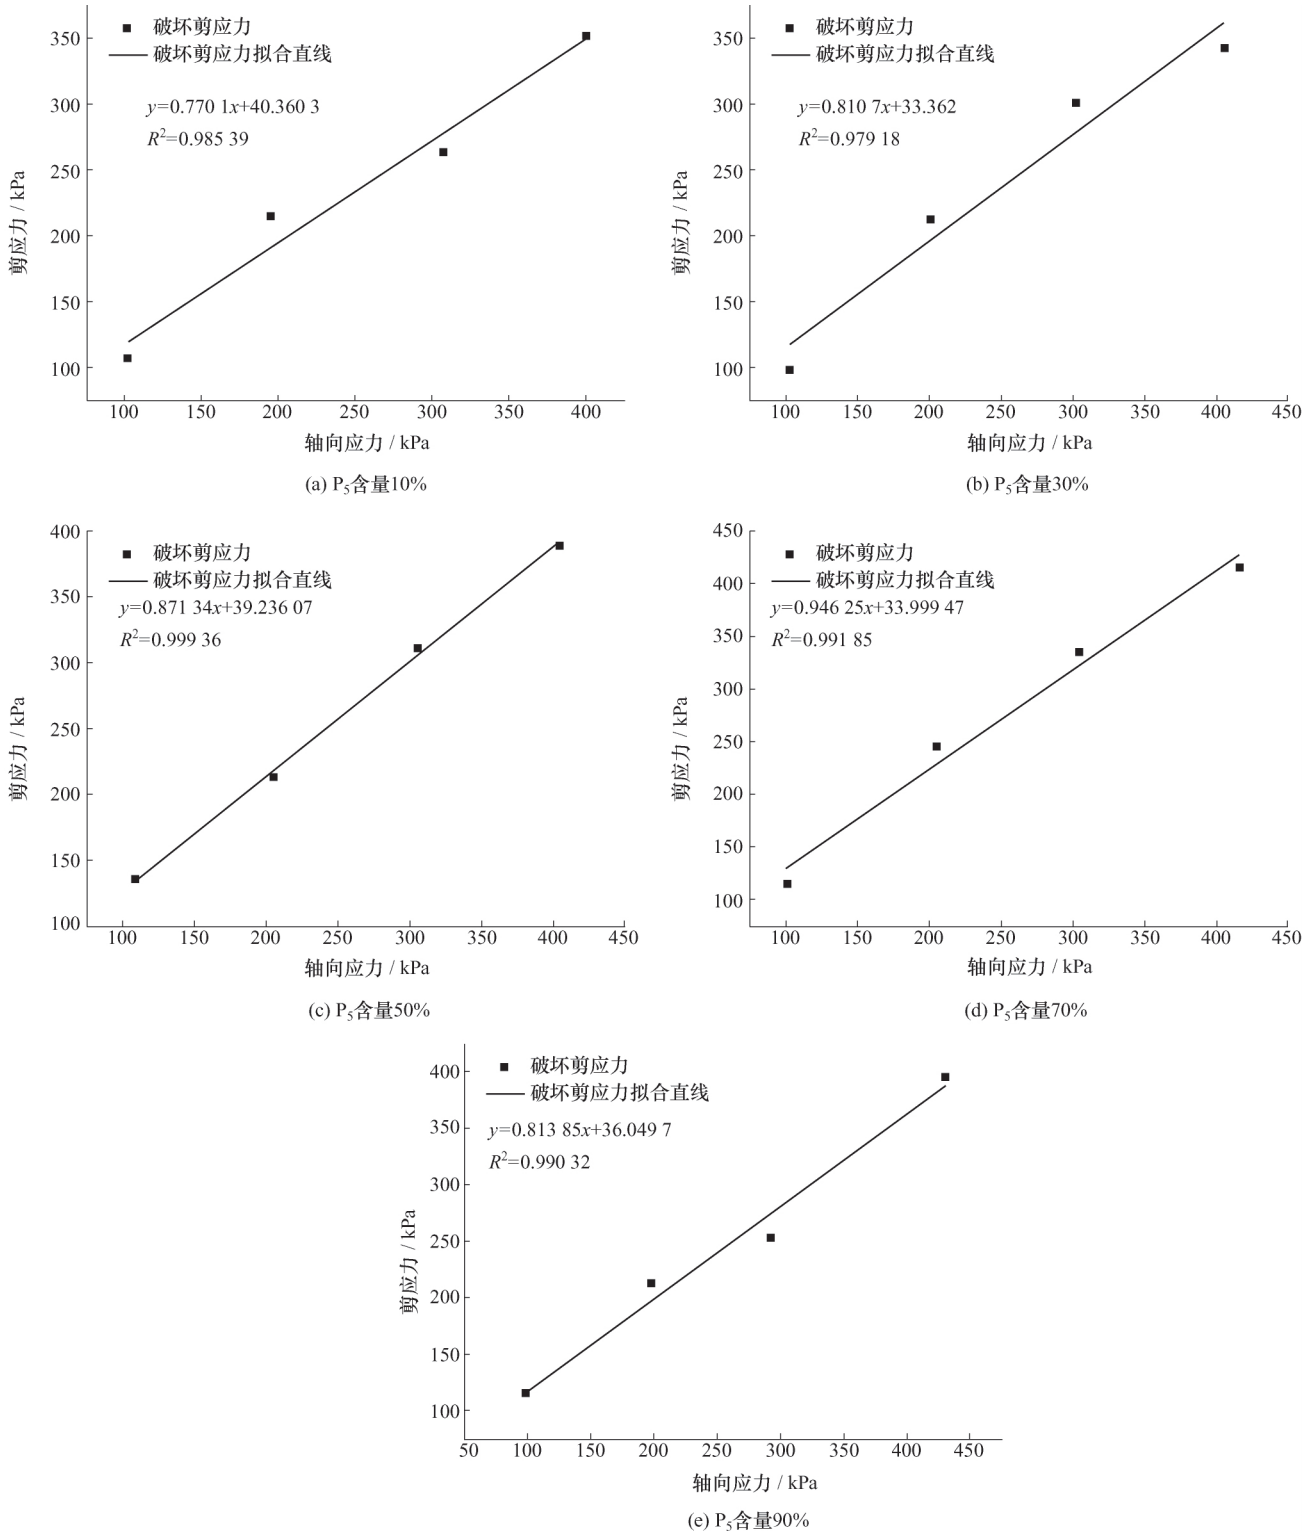 破坏剪应力
破坏剪应力拟合直线
y=0.770 1x+40.360 3
R²=0.985 39
350
300
250
200
150
100
剪应力 / kPa
100 150 200 250 300 350 400
轴向应力 / kPa
(a) P₅含量10%
破坏剪应力
破坏剪应力拟合直线
y=0.810 7x+33.362
R²=0.979 18
350
300
250
200
150
100
剪应力 / kPa
100 150 200 250 300 350 400 450
轴向应力 / kPa
(b) P₅含量30%
破坏剪应力
破坏剪应力拟合直线
y=0.871 34x+39.236 07
R²=0.999 36
400
350
300
250
200
150
100
剪应力 / kPa
100 150 200 250 300 350 400 450
轴向应力 / kPa
(c) P₅含量50%
破坏剪应力
破坏剪应力拟合直线
y=0.946 25x+33.999 47
R²=0.991 85
450
400
350
300
250
200
150
100
剪应力 / kPa
100 150 200 250 300 350 400 450
轴向应力 / kPa
(d) P₅含量70%
破坏剪应力
破坏剪应力拟合直线
y=0.813 85x+36.049 7
R²=0.990 32
400
350
300
250
200
150
100
剪应力 / kPa
50 100 150 200 250 300 350 400 450
轴向应力 / kPa
(e) P₅含量90%